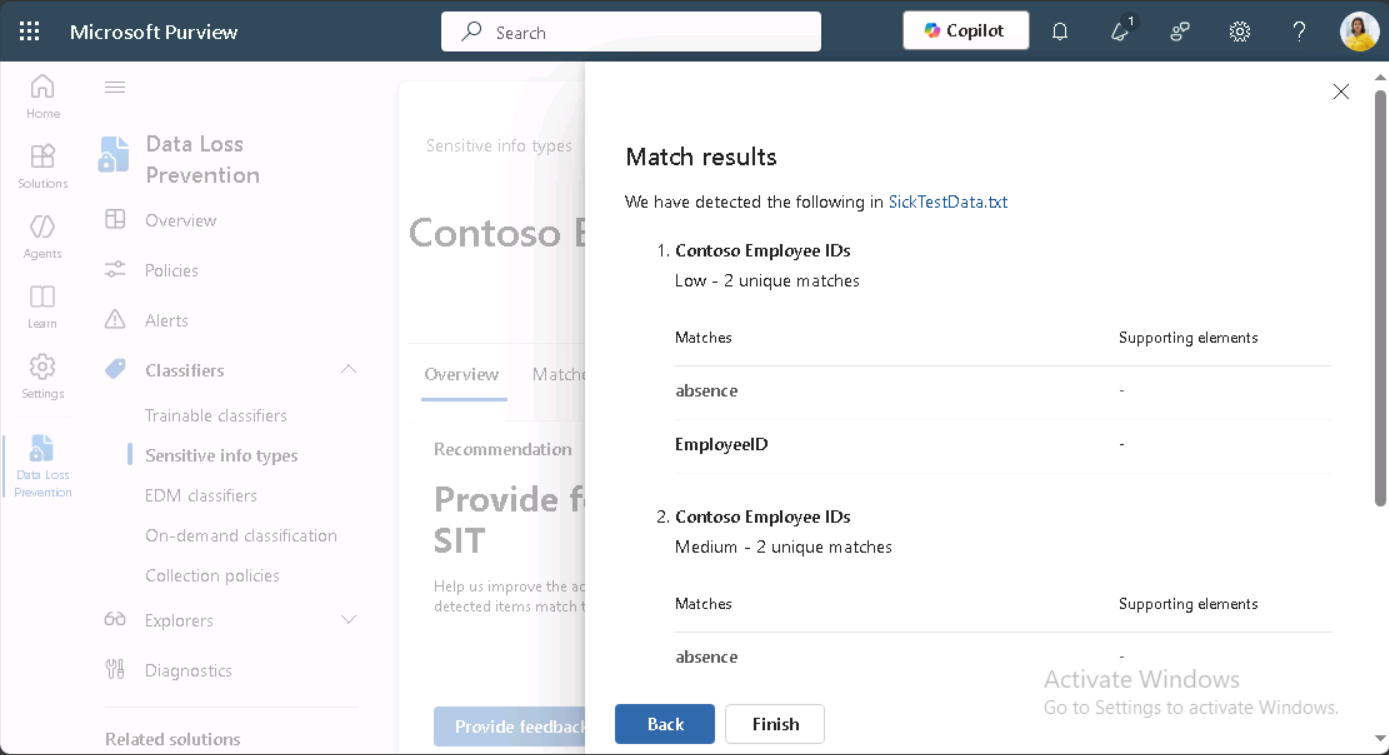 Microsoft Purview
Search
Copilot
1
Home
Solutions
Agents
Learn
Settings
Data Loss
Prevention
Data Loss
Prevention
Overview
Policies
Alerts
Classifiers
Trainable classifiers
Sensitive info types
EDM classifiers
On-demand classification
Collection policies
Explorers
Diagnostics
Related solutions
Sensitive info types
Contoso
Overview
Recommendation
Provide
SIT
Help us improve the
detected items match
Provide feedback
Match results
We have detected the following in SickTestData.txt
1. Contoso Employee IDs
Low - 2 unique matches
Matches Supporting elements
absence -
EmployeeID -
2. Contoso Employee IDs
Medium - 2 unique matches
Matches Supporting elements
absence -
Back Finish
Activate Windows
Go to Settings to activate Windows.